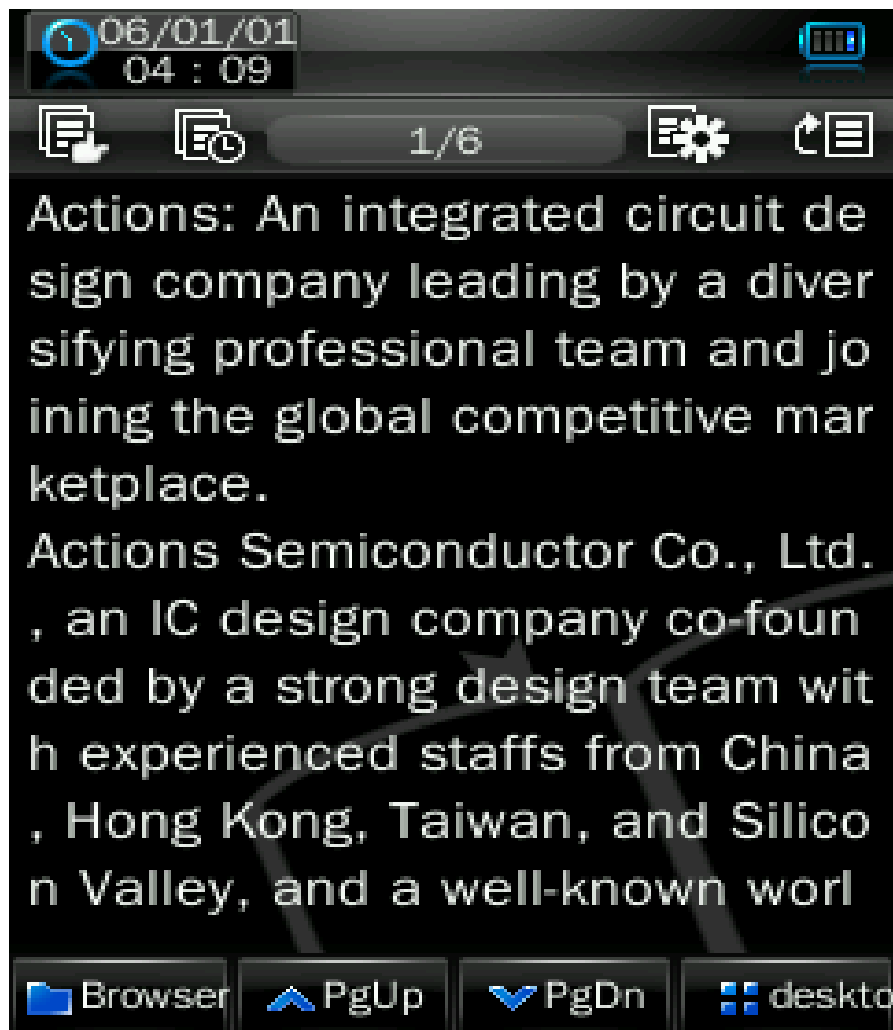 06/01/01
04 : 09
1/6
Actions: An integrated circuit de
sign company leading by a diver
sifying professional team and jo
ining the global competitive mar
ketplace.
Actions Semiconductor Co., Ltd.
, an IC design company co-foun
ded by a strong design team wit
h experienced staffs from China
, Hong Kong, Taiwan, and Silico
n Valley, and a well-known worl
Browser PgUp PgDn deskto